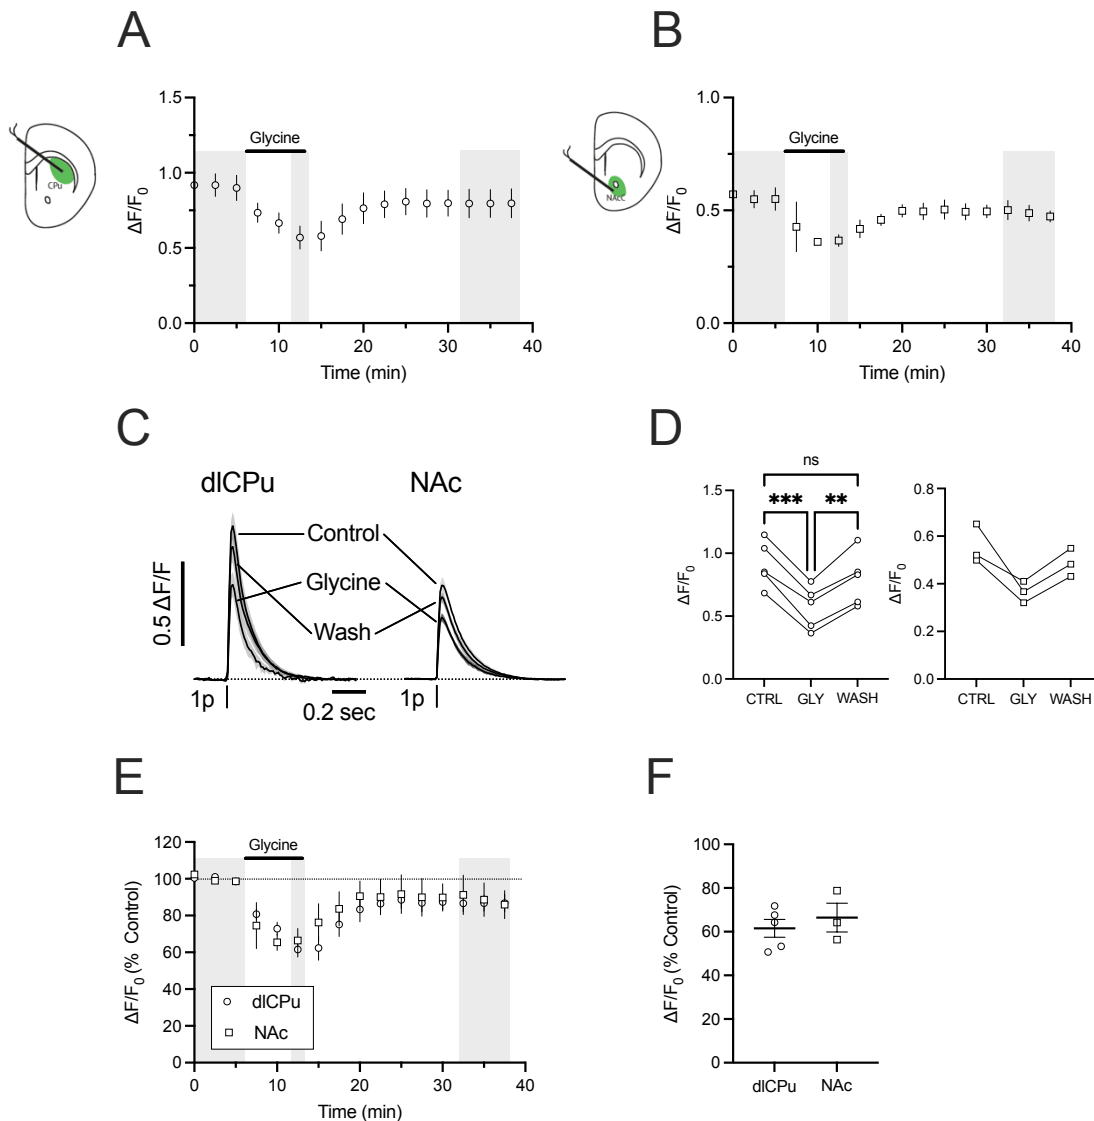 A
B
1.5
1.0
0.5
0.0
ΔF/F0
Glycine
CPu
0 10 20 30 40
Time (min)
1.0
0.5
0.0
ΔF/F0
Glycine
NAcC
0 10 20 30 40
Time (min)
C
dlCPu
NAc
Control
Glycine
Wash
0.5 ΔF/F
1p
1p
0.2 sec
D
ns
*** **
1.5
1.0
0.5
0.0
ΔF/F0
CTRL GLY WASH
0.8
0.6
0.4
0.2
0.0
ΔF/F0
CTRL GLY WASH
E
120
100
80
60
40
20
0
ΔF/F0 (% Control)
Glycine
dlCPu
NAc
0 10 20 30 40
Time (min)
F
100
80
60
40
20
0
ΔF/F0 (% Control)
dlCPu NAc